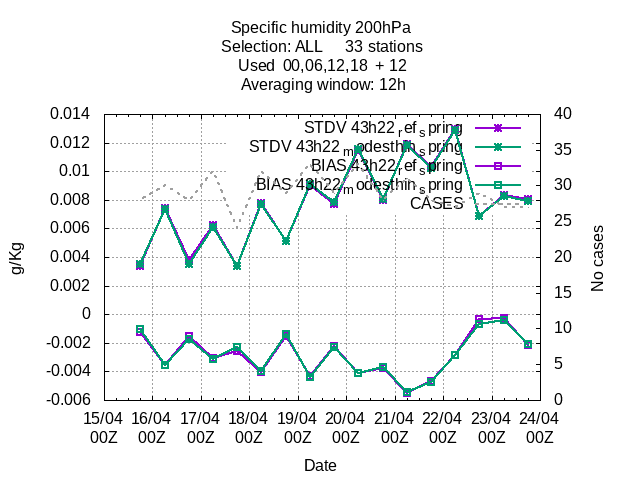 Specific humidity 200hPa
Selection: ALL     33 stations
Used  00,06,12,18  + 12
Averaging window: 12h
STDV 43h22_ref_spring
STDV 43h22_modesthin_spring
BIAS 43h22_ref_spring
BIAS 43h22_modesthin_spring
CASES
g/Kg
0.014
0.012
0.01
0.008
0.006
0.004
0.002
0
-0.002
-0.004
-0.006
No cases
40
35
30
25
20
15
10
5
0
15/04 16/04 17/04 18/04 19/04 20/04 21/04 22/04 23/04 24/04
00Z 00Z 00Z 00Z 00Z 00Z 00Z 00Z 00Z 00Z
Date